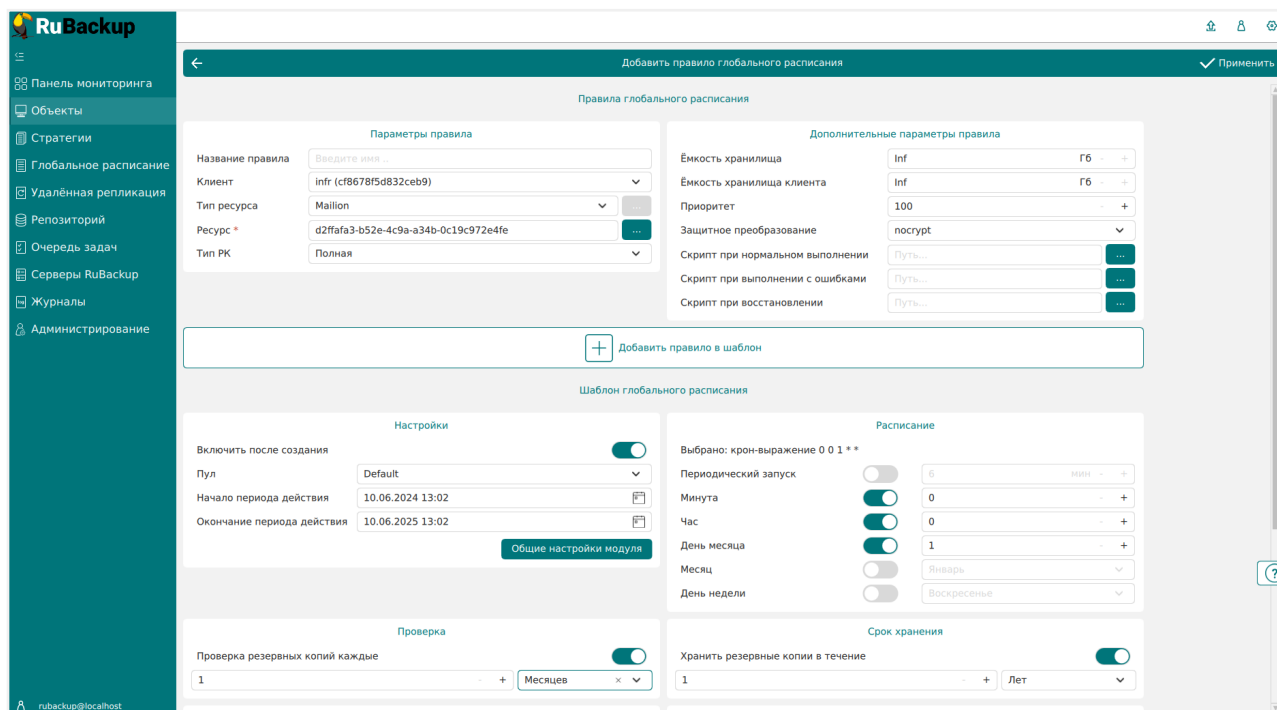 RuBackup
Панель мониторинга
Объекты
Стратегии
Глобальное расписание
Удалённая репликация
Репозиторий
Очередь задач
Серверы RuBackup
Журналы
Администрирование
rubackup@localhost
Добавить правило глобального расписания
Применить
Правила глобального расписания
Параметры правила
Название правила Введите имя ..
Клиент infr (cf8678f5d832ceb9)
Тип ресурса Mailion ...
Ресурс * d2ffafa3-b52e-4c9a-a34b-0c19c972e4fe ...
Тип РК Полная
Дополнительные параметры правила
Ёмкость хранилища Inf Гб - +
Ёмкость хранилища клиента Inf Гб - +
Приоритет 100 - +
Защитное преобразование nocrypt
Скрипт при нормальном выполнении Путь... ...
Скрипт при выполнении с ошибками Путь... ...
Скрипт при восстановлении Путь... ...
+ Добавить правило в шаблон
Шаблон глобального расписания
Настройки
Включить после создания
Пул Default
Начало периода действия 10.06.2024 13:02
Окончание периода действия 10.06.2025 13:02
Общие настройки модуля
Расписание
Выбрано: крон-выражение 0 0 1 * *
Периодический запуск 6 мин - +
Минута 0 - +
Час 0 - +
День месяца 1 - +
Месяц Январь
День недели Воскресенье
Проверка
Проверка резервных копий каждые
1 - + Месяцев ×
Срок хранения
Хранить резервные копии в течение
1 - + Лет
?